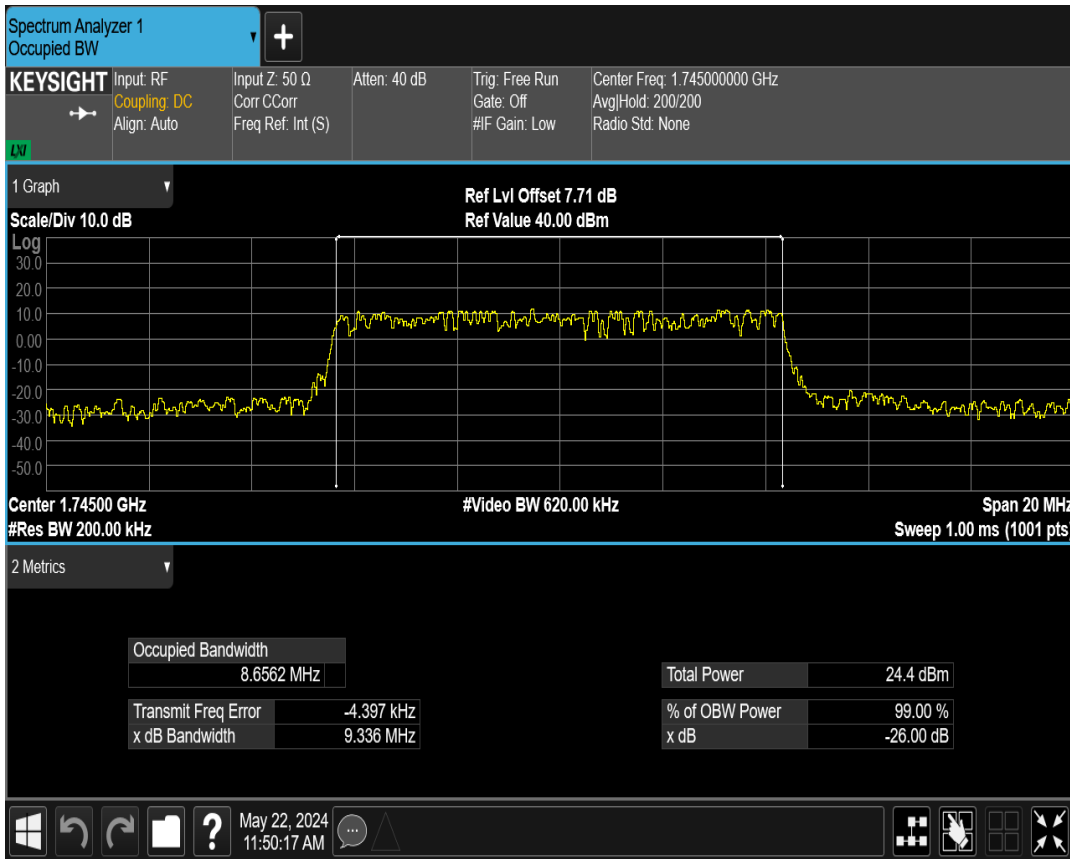 Spectrum Analyzer 1
Occupied BW
KEYSIGHT
LXI
Input: RF
Coupling: DC
Align: Auto
Input Z: 50 Ω
Corr CCorr
Freq Ref: Int (S)
Atten: 40 dB
Trig: Free Run
Gate: Off
#IF Gain: Low
Center Freq: 1.745000000 GHz
Avg|Hold: 200/200
Radio Std: None
1 Graph
Ref Lvl Offset 7.71 dB
Scale/Div 10.0 dB
Ref Value 40.00 dBm
Log
30.0
20.0
10.0
0.00
-10.0
-20.0
-30.0
-40.0
-50.0
Center 1.74500 GHz
#Video BW 620.00 kHz
Span 20 MHz
#Res BW 200.00 kHz
Sweep 1.00 ms (1001 pts)
2 Metrics
Occupied Bandwidth
8.6562 MHz
Total Power 24.4 dBm
Transmit Freq Error -4.397 kHz
% of OBW Power 99.00 %
x dB Bandwidth 9.336 MHz
x dB -26.00 dB
?
May 22, 2024
11:50:17 AM